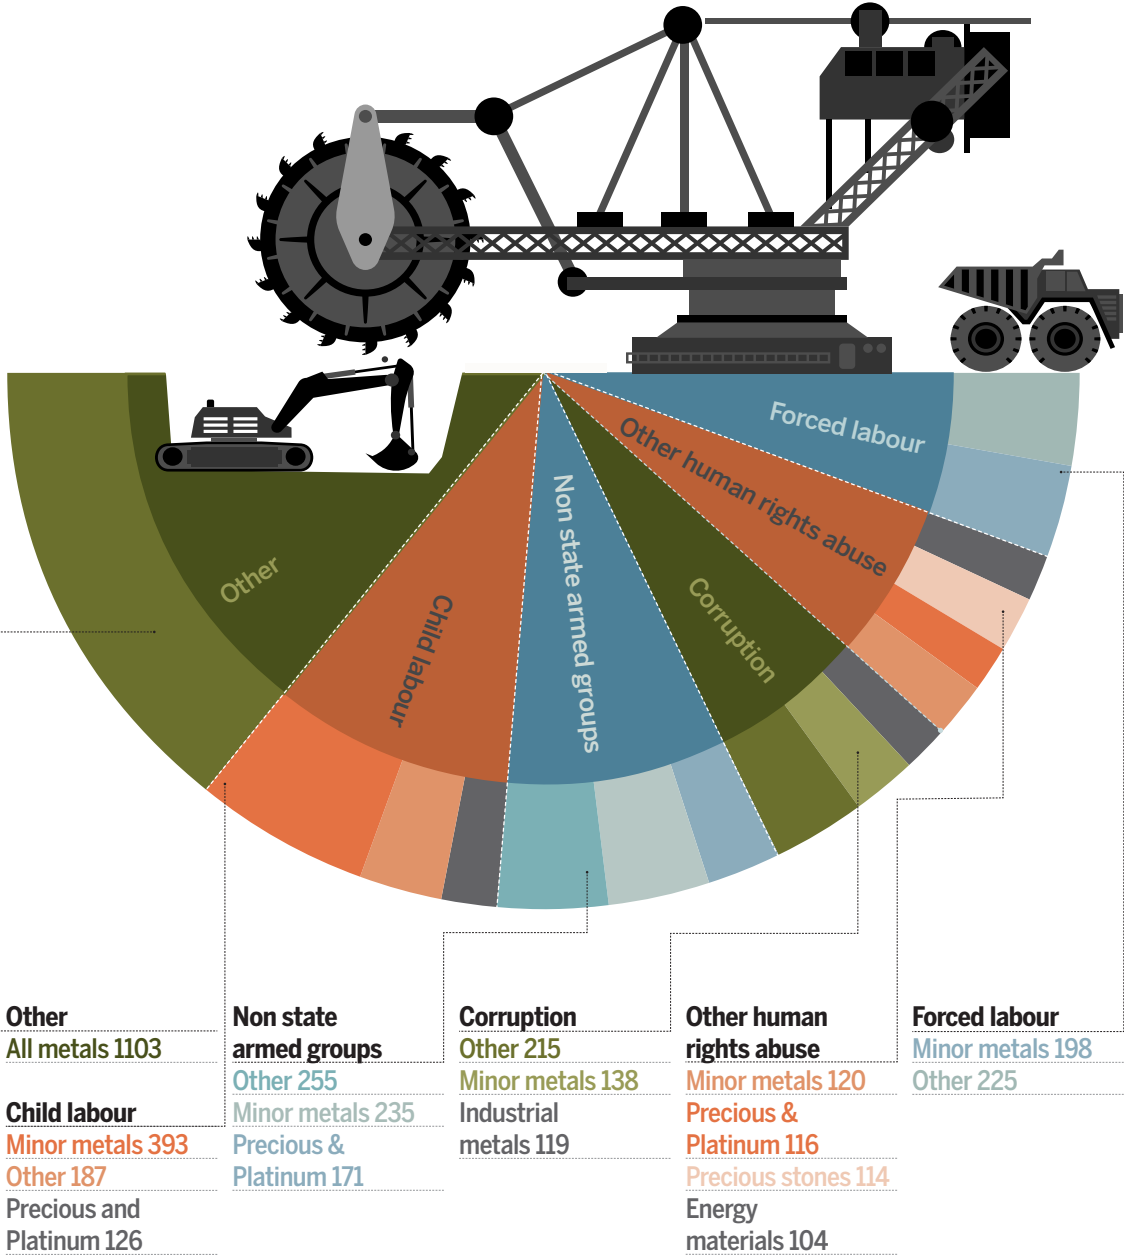 Forced labour
Other human rights abuse
Corruption
Non state armed groups
Child labour
Other
Other
All metals 1103
Child labour
Minor metals 393
Other 187
Precious and
Platinum 126
Non state
armed groups
Other 255
Minor metals 235
Precious &
Platinum 171
Corruption
Other 215
Minor metals 138
Industrial
metals 119
Other human
rights abuse
Minor metals 120
Precious &
Platinum 116
Precious stones 114
Energy
materials 104
Forced labour
Minor metals 198
Other 225